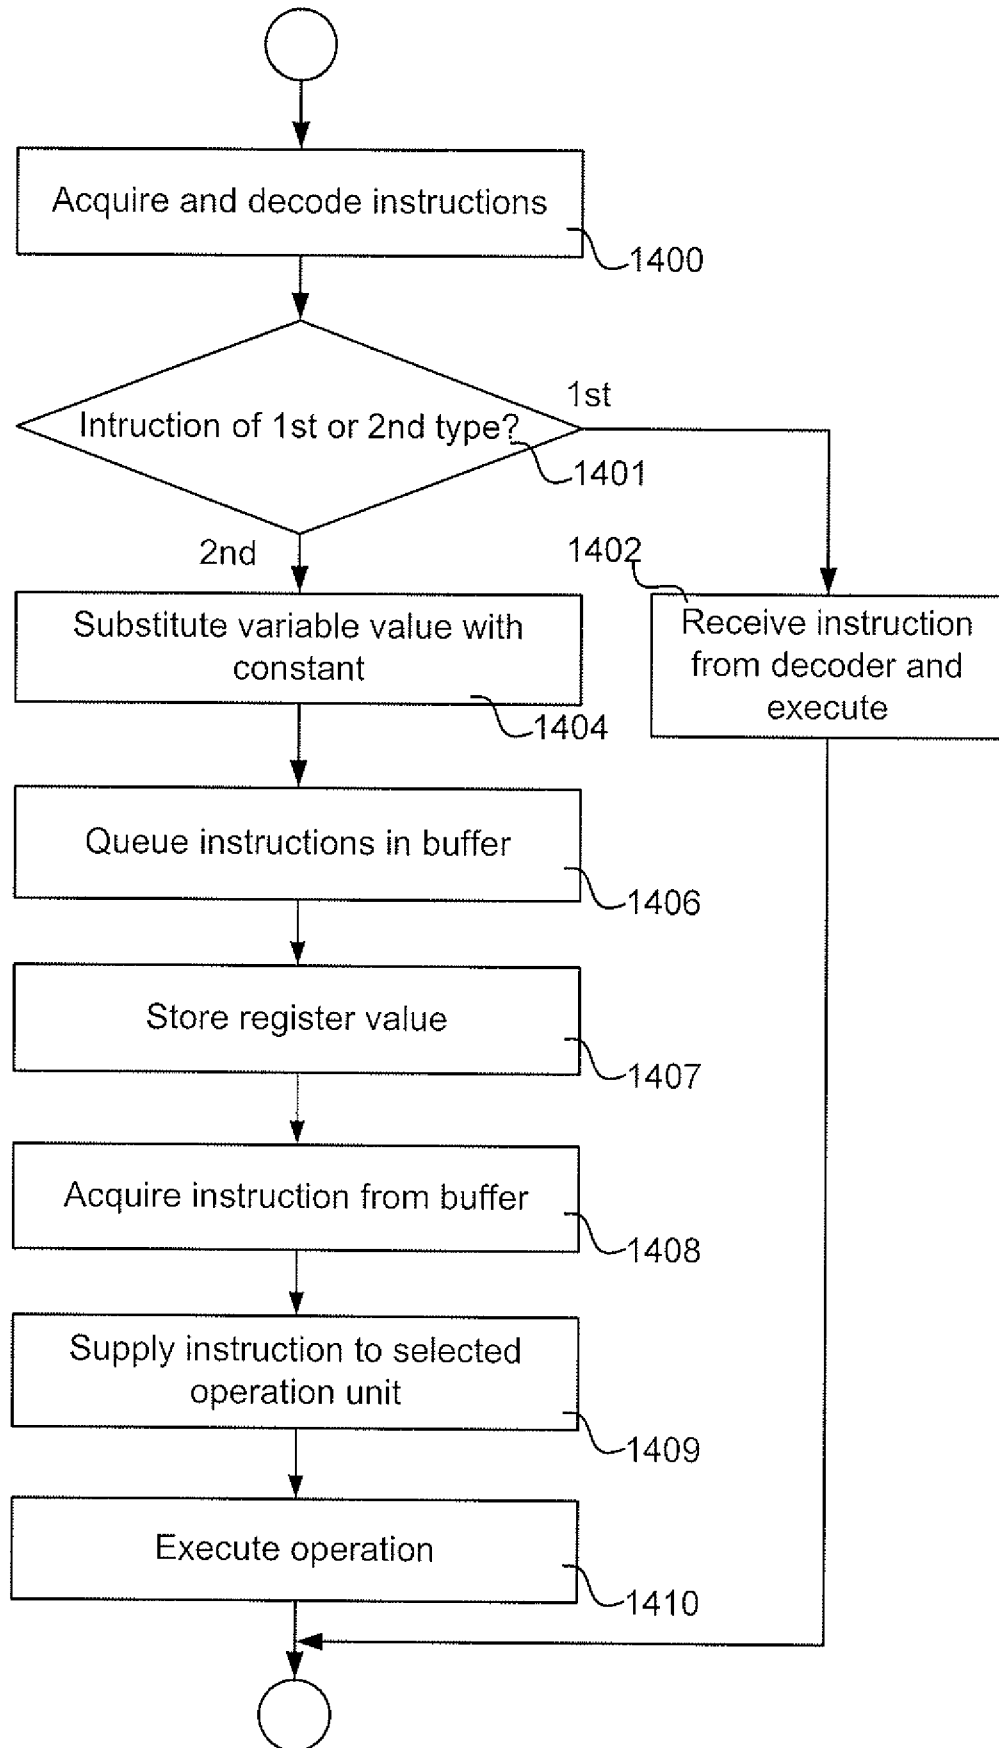 Acquire and decode instructions
1400
1st
Intruction of 1st or 2nd type?
1401
2nd
1402
Substitute variable value with
constant
1404
Receive instruction
from decoder and
execute
Queue instructions in buffer
1406
Store register value
1407
Acquire instruction from buffer
1408
Supply instruction to selected
operation unit
1409
Execute operation
1410